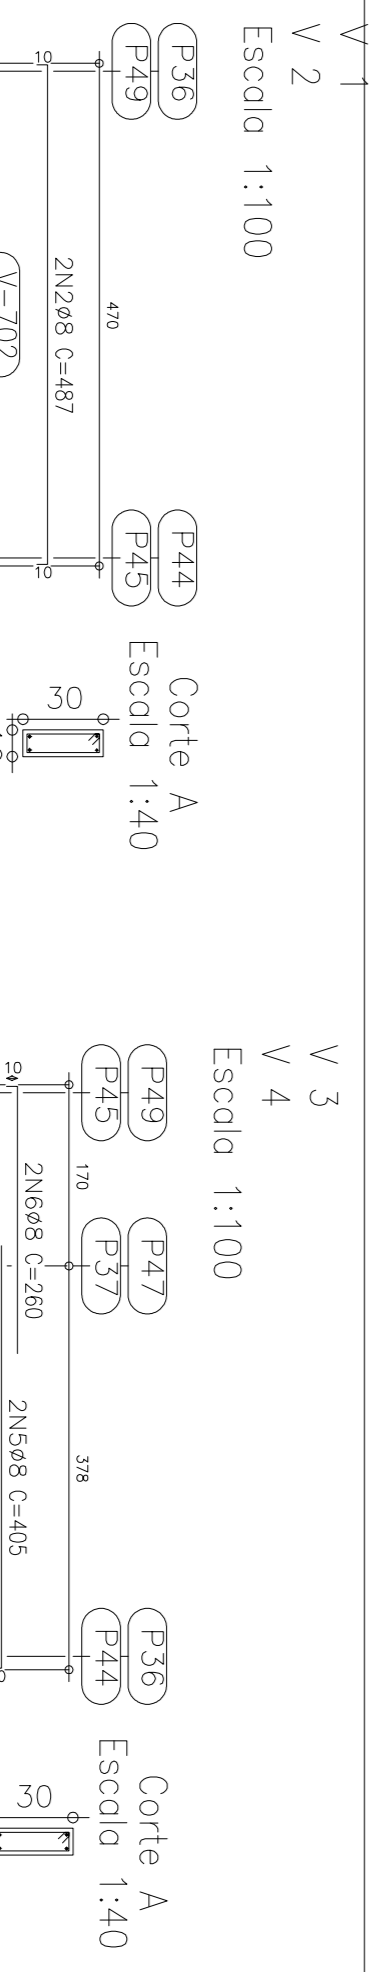 V 1
V 2
Escala 1:100
P36
P49
P44
P45
470
10
10
2N2ø8 C=487
V-702
Corte A
Escala 1:40
30
V 3
V 4
Escala 1:100
P49
P45
P47
P37
P36
P44
170
378
10
2N6ø8 C=260
2N5ø8 C=405
Corte A
Escala 1:40
30